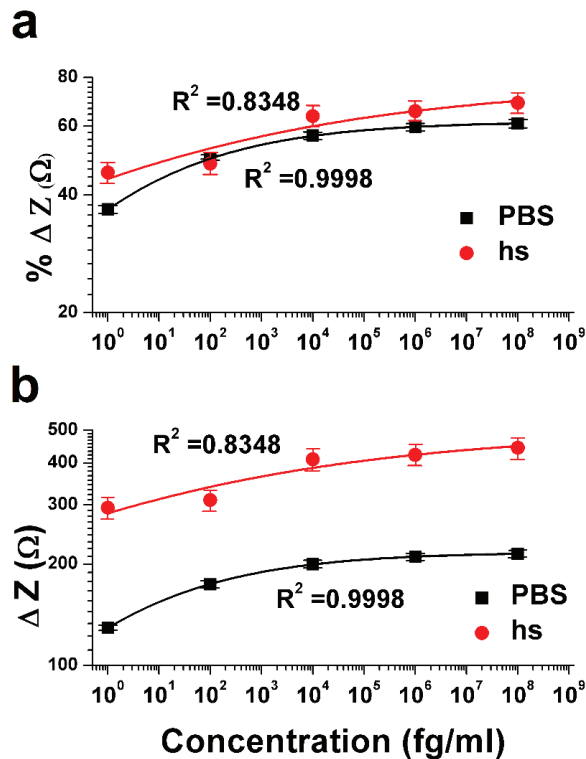 a
80
60
40
20
% Δ Z (Ω)
R² =0.8348
R² =0.9998
PBS
hs
10⁰ 10¹ 10² 10³ 10⁴ 10⁵ 10⁶ 10⁷ 10⁸ 10⁹
b
500
400
300
200
100
Δ Z (Ω)
R² =0.8348
R² =0.9998
PBS
hs
10⁰ 10¹ 10² 10³ 10⁴ 10⁵ 10⁶ 10⁷ 10⁸ 10⁹
Concentration (fg/ml)